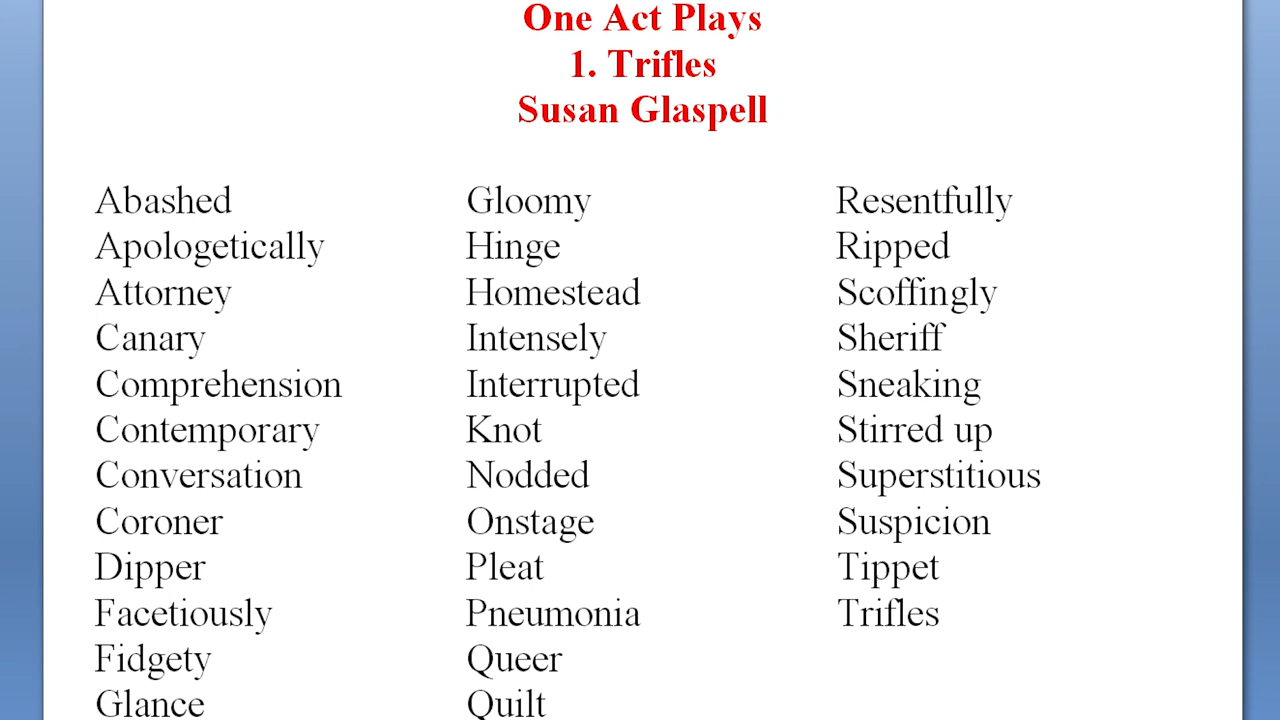 One Act Plays
1. Trifles
Susan Glaspell
Abashed
Apologetically
Attorney
Canary
Comprehension
Contemporary
Conversation
Coroner
Dipper
Facetiously
Fidgety
Glance
Gloomy
Hinge
Homestead
Intensely
Interrupted
Knot
Nodded
Onstage
Pleat
Pneumonia
Queer
Quilt
Resentfully
Ripped
Scoffingly
Sheriff
Sneaking
Stirred up
Superstitious
Suspicion
Tippet
Trifles